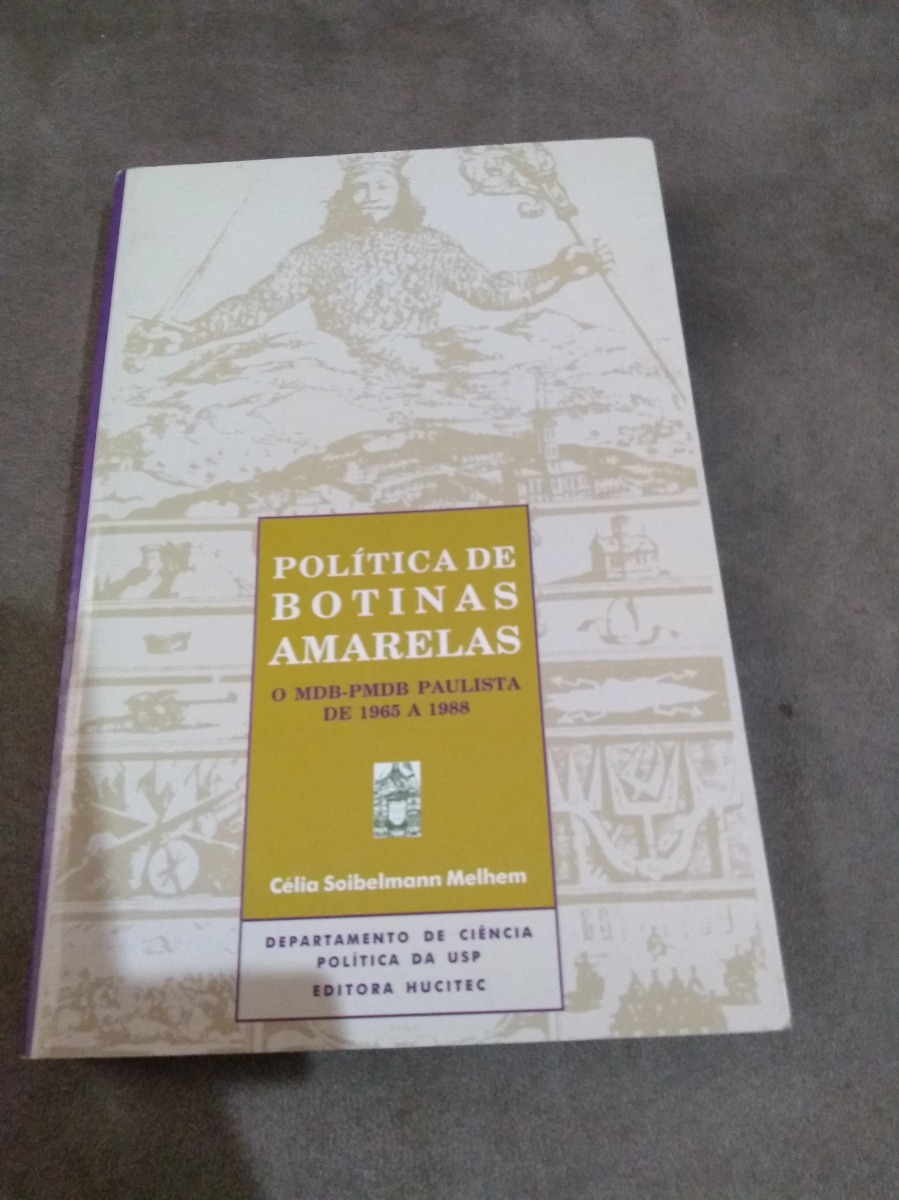 POLÍTICA DE
BOTINAS
AMARELAS
O MDB-PMDB PAULISTA
DE 1965 A 1988
Célia Soibelmann Melhem
DEPARTAMENTO DE CIÊNCIA
POLÍTICA DA USP
EDITORA HUCITEC